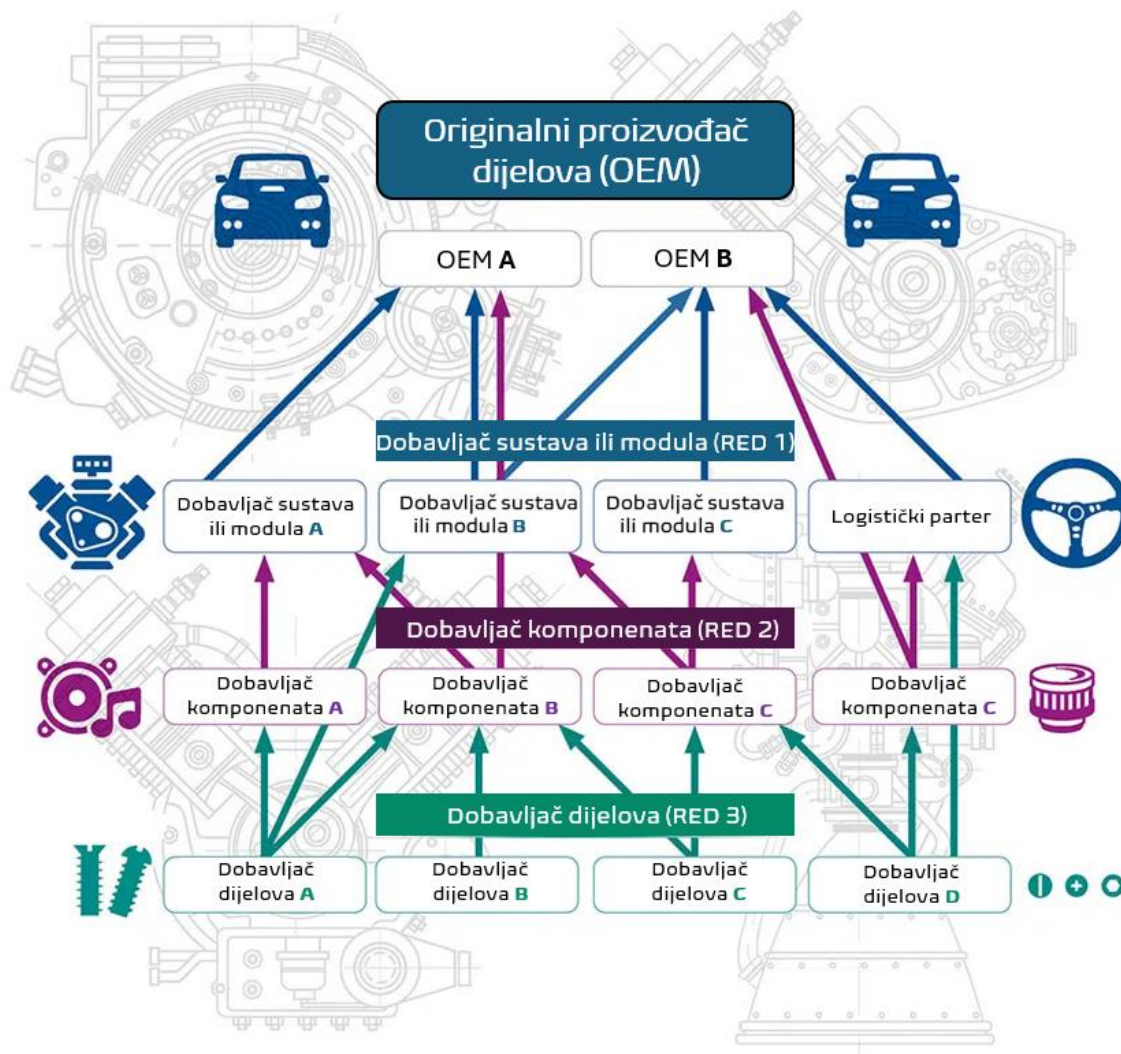 Originalni proizvođač
dijelova (OEM)
OEM A
OEM B
Dobavljač sustava ili modula (RED 1)
Dobavljač sustava
ili modula A
Dobavljač sustava
ili modula B
Dobavljač sustava
ili modula C
Logistički parter
Dobavljač komponenata (RED 2)
Dobavljač
komponenata A
Dobavljač
komponenata B
Dobavljač
komponenata C
Dobavljač
komponenata C
Dobavljač dijelova (RED 3)
Dobavljač
dijelova A
Dobavljač
dijelova B
Dobavljač
dijelova C
Dobavljač
dijelova D